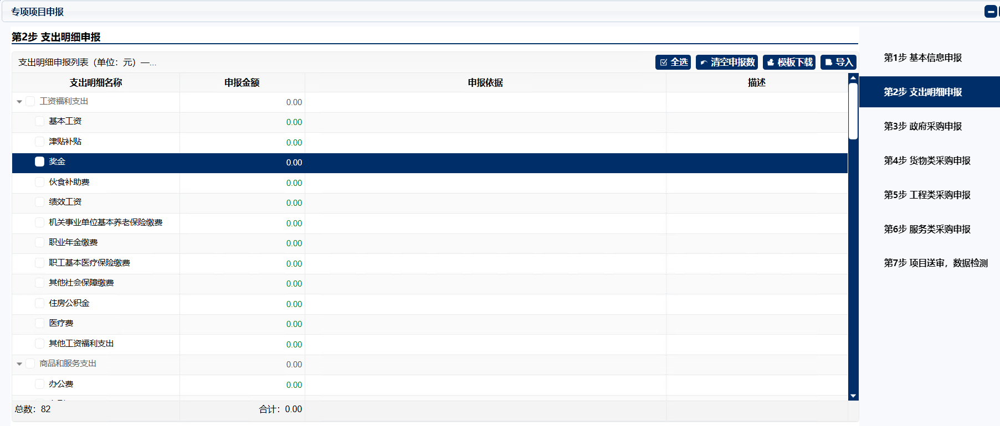 专项项目申报
第2步 支出明细申报
支出明细申报列表（单位：元）—...
全选 清空申报数 模板下载 导入
支出明细名称 申报金额 申报依据 描述
工资福利支出 0.00
基本工资 0.00
津贴补贴 0.00
奖金 0.00
伙食补助费 0.00
绩效工资 0.00
机关事业单位基本养老保险缴费 0.00
职业年金缴费 0.00
职工基本医疗保险缴费 0.00
其他社会保障缴费 0.00
住房公积金 0.00
医疗费 0.00
其他工资福利支出 0.00
商品和服务支出 0.00
办公费 0.00
总数：82 合计：0.00
第1步 基本信息申报
第2步 支出明细申报
第3步 政府采购申报
第4步 货物类采购申报
第5步 工程类采购申报
第6步 服务类采购申报
第7步 项目送审，数据检测